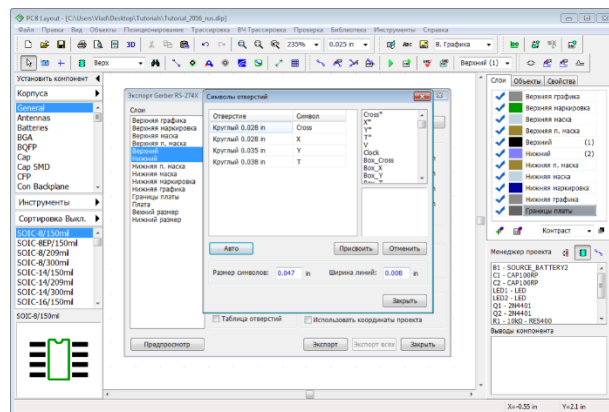 PCB Layout - [C:\Users\Vlad\Desktop\Tutorials\Tutorial_2016_rus.dip]
Файл Правка Вид Объекты Позиционирование Трассировка ВЧ Трассировка Проверка Библиотека Инструменты Справка
235% 0.025 in В. Графика
Верх Верхний (1)
Установить компонент
Корпуса
General
Antennas
Batteries
BGA
BQFP
Cap
Cap SMD
CFP
Con Backplane
Инструменты
Сортировка Выкл.
SOIC-8/150mil
SOIC-8EP/150mil
SOIC-8/209mil
SOIC-8/300mil
SOIC-14/150mil
SOIC-14/209mil
SOIC-14/300mil
SOIC-16/150mil
SOIC-8/150mil
Экспорт Gerber RS-274X
Слои
Верхняя графика
Верхняя маркировка
Верхняя маска
Верхняя п. маска
Верхний
Нижний
Нижняя п. маска
Нижняя маска
Нижняя маркировка
Нижняя графика
Границы платы
Плата
Верхний размер
Нижний размер
Символы отверстий
Отверстие Символ
Круглый 0.028 in Cross
Круглый 0.028 in X
Круглый 0.035 in Y
Круглый 0.038 in T
Cross*
X*
Y*
T*
V
Clock
Box_Cross
Box_X
Box_Y
Box_T
Авто Присвоить Отменить
Размер символов: 0.047 in Ширина линий: 0.008 in
Закрыть
Таблица отверстий Использовать координаты проекта
Предпросмотр Экспорт Экспорт всех Закрыть
Слои Объекты Свойства
Верхняя графика
Верхняя маркировка
Верхняя маска
Верхняя п. маска
Верхний (1)
Нижний (2)
Нижняя п. маска
Нижняя маска
Нижняя маркировка
Нижняя графика
Границы платы
Контраст
Менеджер проекта
B1 - SOURCE_BATTERY2
C1 - CAP100RP
C2 - CAP100RP
LED1 - LED
LED2 - LED
Q1 - 2N4401
Q2 - 2N4401
R1 - 10kΩ - RES400
Выводы компонента
X=-0.55 in Y=2.1 in